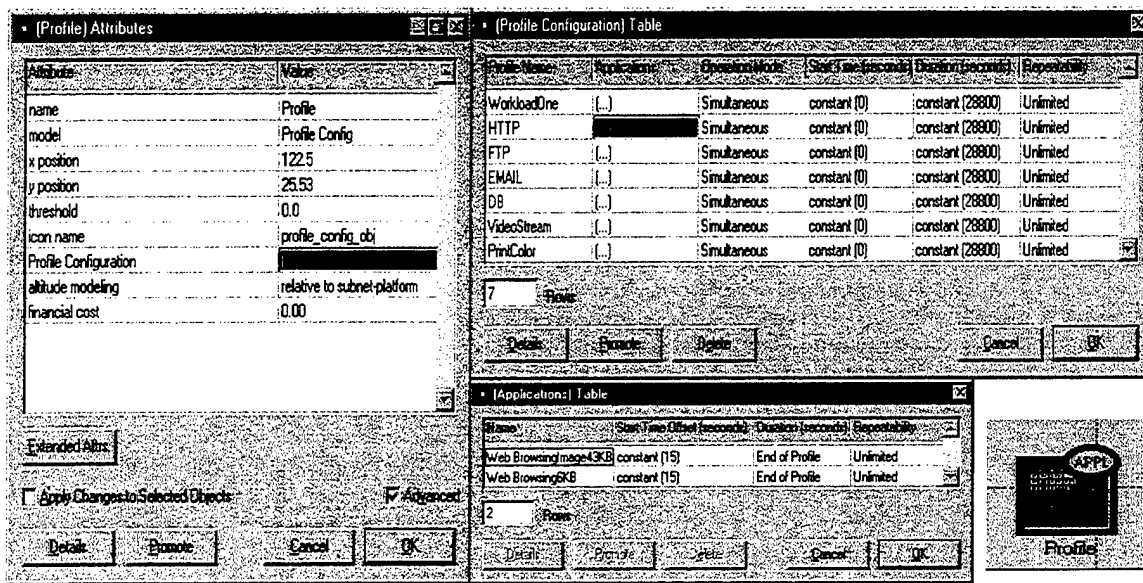 (Profile) Attributes
Attribute Value
name Profile
model Profile Config
x position 122.5
y position 25.53
threshold 0.0
icon name profile_config_obj
Profile Configuration
altitude modeling relative to subnet-platform
financial cost 0.00
Extended Attrs.
Apply Changes to Selected Objects Advanced
Details Promote Cancel OK
(Profile Configuration) Table
Profile Name Applications Operation Mode Start Time (seconds) Duration (seconds) Repeatability
WorkloadOne (...) Simultaneous constant (0) constant (28800) Unlimited
HTTP Simultaneous constant (0) constant (28800) Unlimited
FTP (...) Simultaneous constant (0) constant (28800) Unlimited
EMAIL (...) Simultaneous constant (0) constant (28800) Unlimited
DB (...) Simultaneous constant (0) constant (28800) Unlimited
VideoStream (...) Simultaneous constant (0) constant (28800) Unlimited
PrintColor (...) Simultaneous constant (0) constant (28800) Unlimited
7 Rows
Details Promote Delete Cancel OK
(Applications) Table
Name Start Time Offset (seconds) Duration (seconds) Repeatability
Web BrowsingImage43KB constant (15) End of Profile Unlimited
Web Browsing6KB constant (15) End of Profile Unlimited
2 Rows
Details Promote Delete Cancel OK
APPL
Profile